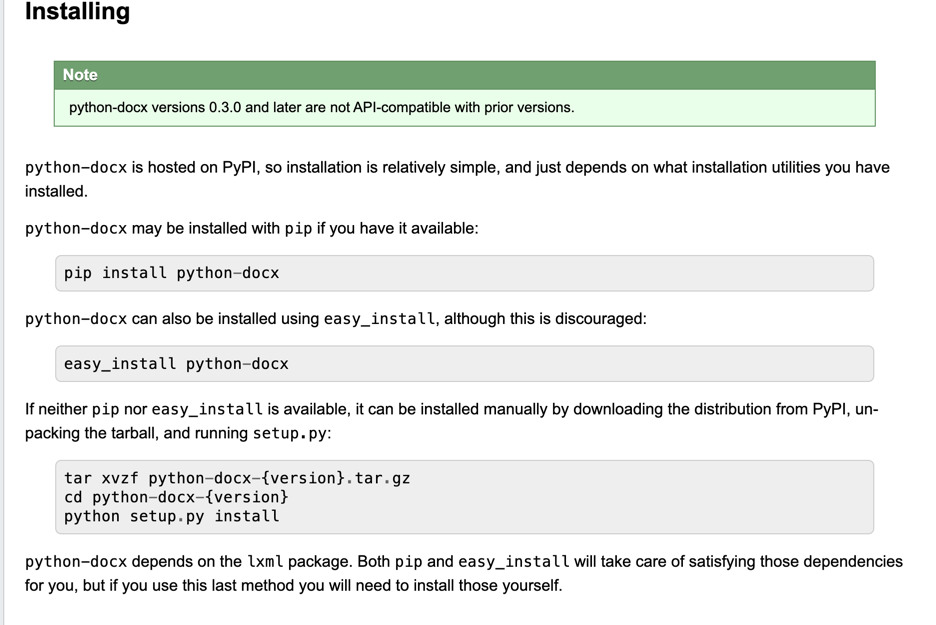 Installing
Note
python-docx versions 0.3.0 and later are not API-compatible with prior versions.
python-docx is hosted on PyPI, so installation is relatively simple, and just depends on what installation utilities you have
installed.
python-docx may be installed with pip if you have it available:
pip install python-docx
python-docx can also be installed using easy_install, although this is discouraged:
easy_install python-docx
If neither pip nor easy_install is available, it can be installed manually by downloading the distribution from PyPI, un-
packing the tarball, and running setup.py:
tar xvzf python-docx-{version}.tar.gz
cd python-docx-{version}
python setup.py install
python-docx depends on the lxml package. Both pip and easy_install will take care of satisfying those dependencies
for you, but if you use this last method you will need to install those yourself.